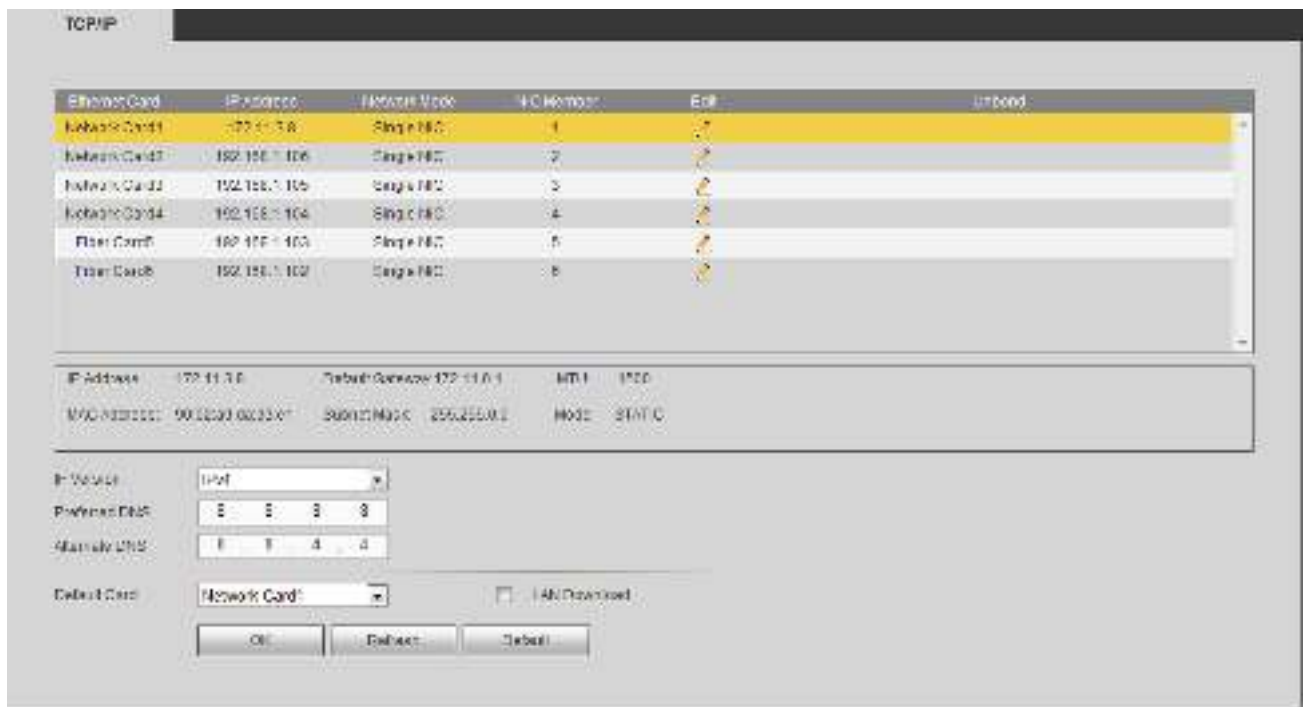 TCP/IP
Ethernet Card IP Address Network Mode NIC Member Edit Unbond
Network Card1 172.11.3.8 Single NIC 1
Network Card2 192.168.1.106 Single NIC 2
Network Card3 192.168.1.105 Single NIC 3
Network Card4 192.168.1.104 Single NIC 4
Fiber Card5 192.168.1.103 Single NIC 5
Fiber Card6 192.168.1.102 Single NIC 6
IP Address: Default Gateway: 172.11.0.1 MTU: 1500
MAC Address: Subnet Mask: 255.255.0.0 Mode: STATIC
IP Version IPv4
Preferred DNS 8 . 8 . 8 . 8
Alternate DNS 8 . 8 . 4 . 4
Default Card Network Card1 LAN Download
OK Refresh Default